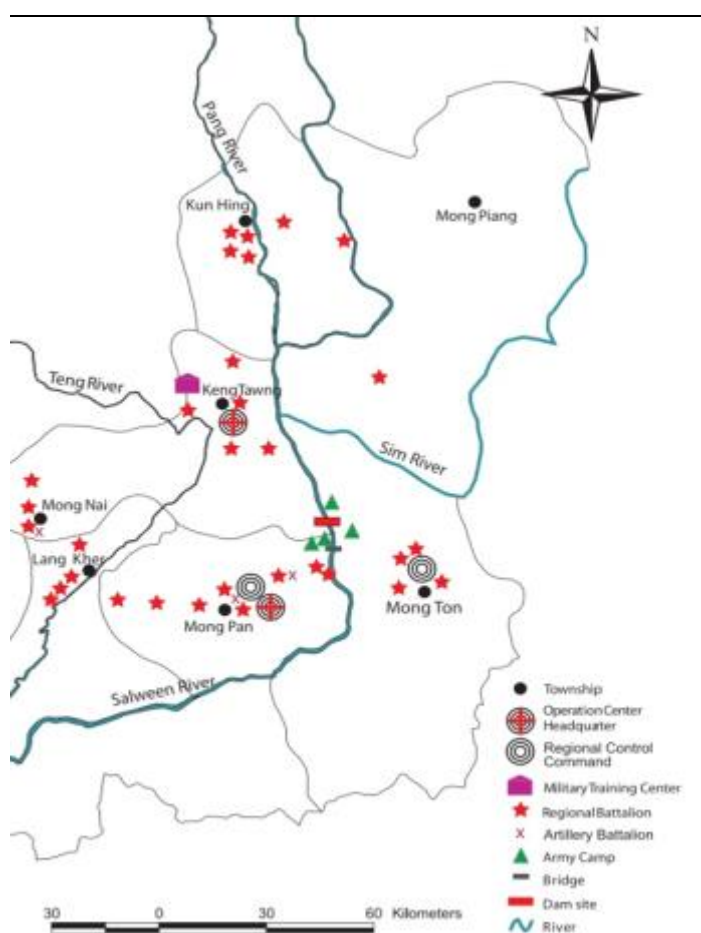 N
Pang River
Kun Hing
Mong Piang
Teng River
KengTawng
Sim River
Mong Nai
Lang Kher
Mong Pan
Mong Ton
Salween River
Township
Operation Center
Headquater
Regional Control
Command
Military Training Center
Regional Battalion
Artillery Battalion
Army Camp
Bridge
Dam site
River
30 0 30 60 Kilometers